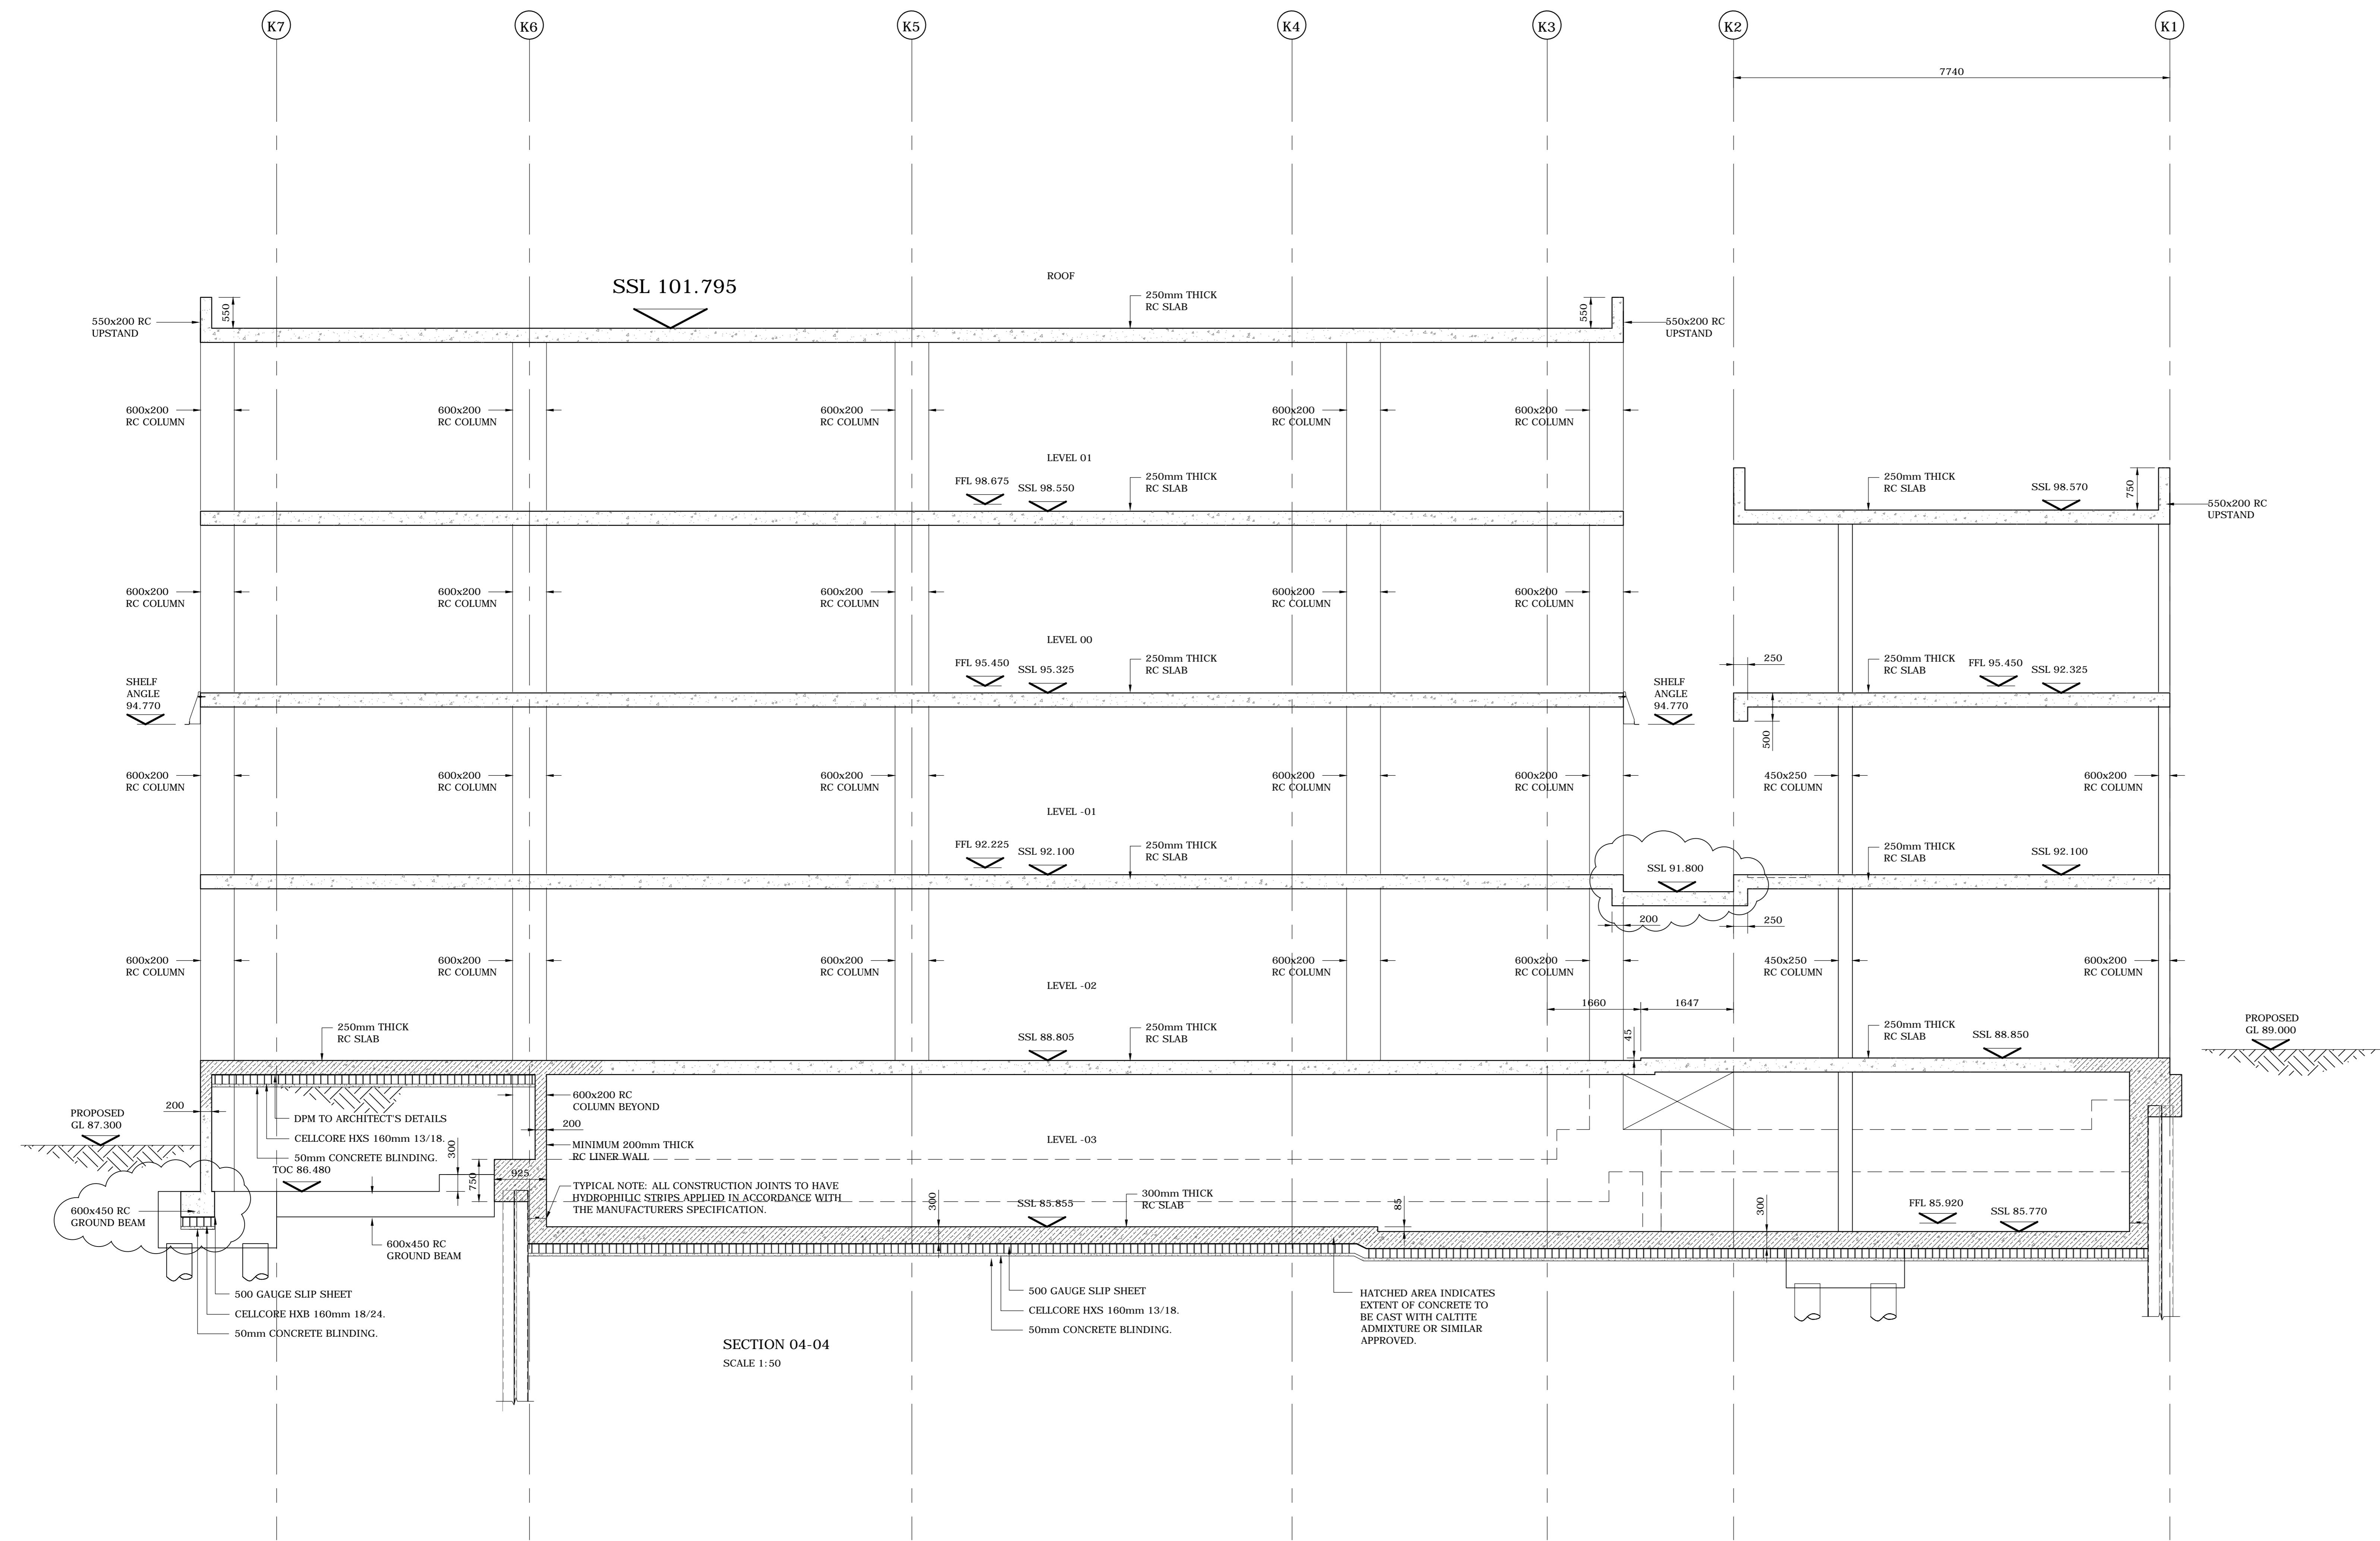 K7
K6
K5
K4
K3
K2
K1
7740
ROOF
SSL 101.795
250mm THICK
RC SLAB
550
550
550x200 RC
UPSTAND
550x200 RC
UPSTAND
600x200
RC COLUMN
600x200
RC COLUMN
600x200
RC COLUMN
600x200
RC COLUMN
600x200
RC COLUMN
LEVEL 01
FFL 98.675
SSL 98.550
250mm THICK
RC SLAB
250mm THICK
RC SLAB
SSL 98.570
750
550x200 RC
UPSTAND
600x200
RC COLUMN
600x200
RC COLUMN
600x200
RC COLUMN
600x200
RC COLUMN
600x200
RC COLUMN
LEVEL 00
FFL 95.450
SSL 95.325
250mm THICK
RC SLAB
250
250mm THICK
RC SLAB
FFL 95.450
SSL 92.325
SHELF
ANGLE
94.770
SHELF
ANGLE
94.770
500
600x200
RC COLUMN
600x200
RC COLUMN
600x200
RC COLUMN
600x200
RC COLUMN
600x200
RC COLUMN
450x250
RC COLUMN
600x200
RC COLUMN
LEVEL -01
FFL 92.225
SSL 92.100
250mm THICK
RC SLAB
SSL 91.800
250mm THICK
RC SLAB
SSL 92.100
200
250
600x200
RC COLUMN
600x200
RC COLUMN
600x200
RC COLUMN
600x200
RC COLUMN
600x200
RC COLUMN
450x250
RC COLUMN
600x200
RC COLUMN
LEVEL -02
1660
1647
250mm THICK
RC SLAB
SSL 88.805
250mm THICK
RC SLAB
45
250mm THICK
RC SLAB
SSL 88.850
PROPOSED
GL 89.000
200
PROPOSED
GL 87.300
DPM TO ARCHITECT'S DETAILS
CELLCORE HXS 160mm 13/18.
50mm CONCRETE BLINDING.
TOC 86.480
600x200 RC
COLUMN BEYOND
200
MINIMUM 200mm THICK
RC LINER WALL
LEVEL -03
300
750
925
TYPICAL NOTE: ALL CONSTRUCTION JOINTS TO HAVE
HYDROPHILIC STRIPS APPLIED IN ACCORDANCE WITH
THE MANUFACTURERS SPECIFICATION.
300
SSL 85.855
300mm THICK
RC SLAB
85
300
FFL 85.920
SSL 85.770
600x450 RC
GROUND BEAM
600x450 RC
GROUND BEAM
500 GAUGE SLIP SHEET
CELLCORE HXB 160mm 18/24.
50mm CONCRETE BLINDING.
500 GAUGE SLIP SHEET
CELLCORE HXS 160mm 13/18.
50mm CONCRETE BLINDING.
HATCHED AREA INDICATES
EXTENT OF CONCRETE TO
BE CAST WITH CALTITE
ADMIXTURE OR SIMILAR
APPROVED.
SECTION 04-04
SCALE 1:50